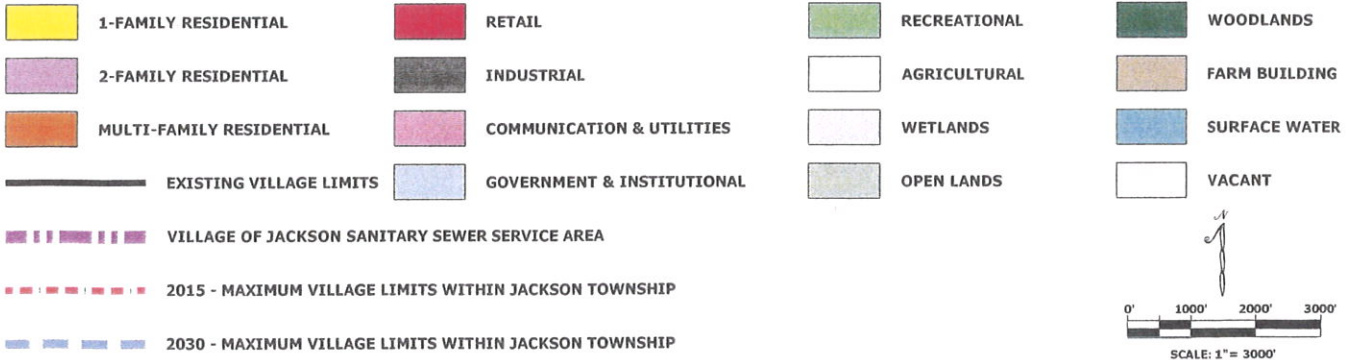 1-FAMILY RESIDENTIAL
RETAIL
RECREATIONAL
WOODLANDS
2-FAMILY RESIDENTIAL
INDUSTRIAL
AGRICULTURAL
FARM BUILDING
MULTI-FAMILY RESIDENTIAL
COMMUNICATION & UTILITIES
WETLANDS
SURFACE WATER
EXISTING VILLAGE LIMITS
GOVERNMENT & INSTITUTIONAL
OPEN LANDS
VACANT
VILLAGE OF JACKSON SANITARY SEWER SERVICE AREA
2015 - MAXIMUM VILLAGE LIMITS WITHIN JACKSON TOWNSHIP
2030 - MAXIMUM VILLAGE LIMITS WITHIN JACKSON TOWNSHIP
N
0' 1000' 2000' 3000'
SCALE: 1"= 3000'